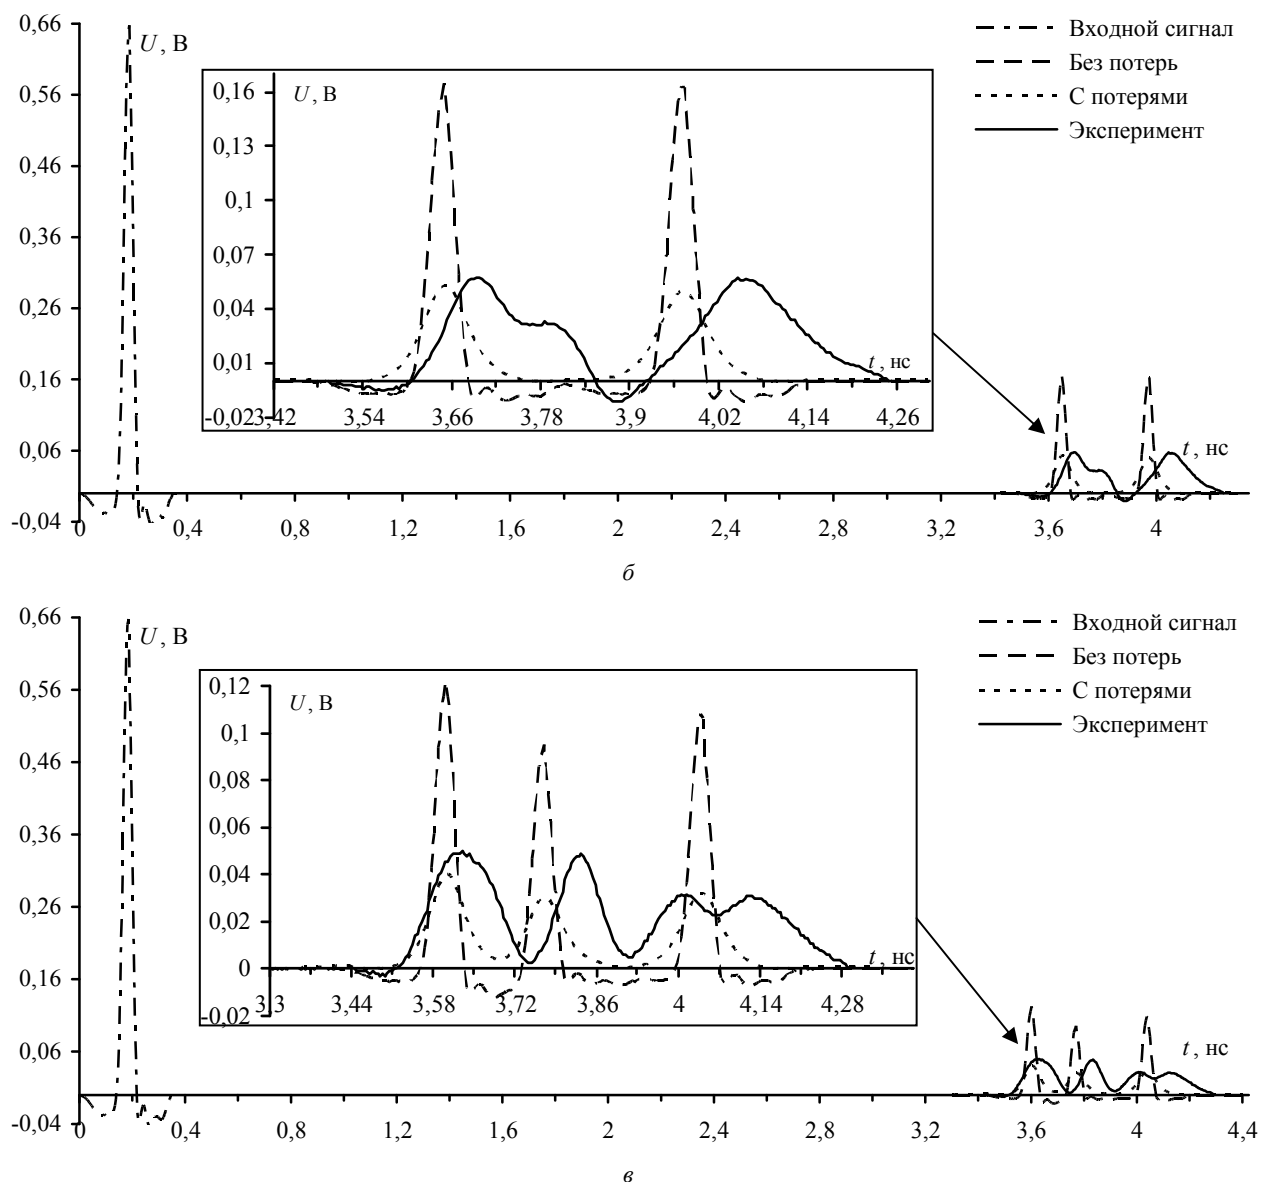 0,66
U, В
Входной сигнал
Без потерь
С потерями
Эксперимент
0,56
0,46
0,36
0,26
0,16
0,06
-0,04
0,16
U, В
0,13
0,1
0,07
0,04
0,01
t, нс
-0,02
3,42 3,54 3,66 3,78 3,9 4,02 4,14 4,26
t, нс
0 0,4 0,8 1,2 1,6 2 2,4 2,8 3,2 3,6 4
б
0,66
U, В
Входной сигнал
Без потерь
С потерями
Эксперимент
0,56
0,46
0,36
0,26
0,16
0,06
-0,04
0,12
U, В
0,1
0,08
0,06
0,04
0,02
0
t, нс
-0,02
3,3 3,44 3,58 3,72 3,86 4 4,14 4,28
t, нс
0 0,4 0,8 1,2 1,6 2 2,4 2,8 3,2 3,6 4 4,4
в